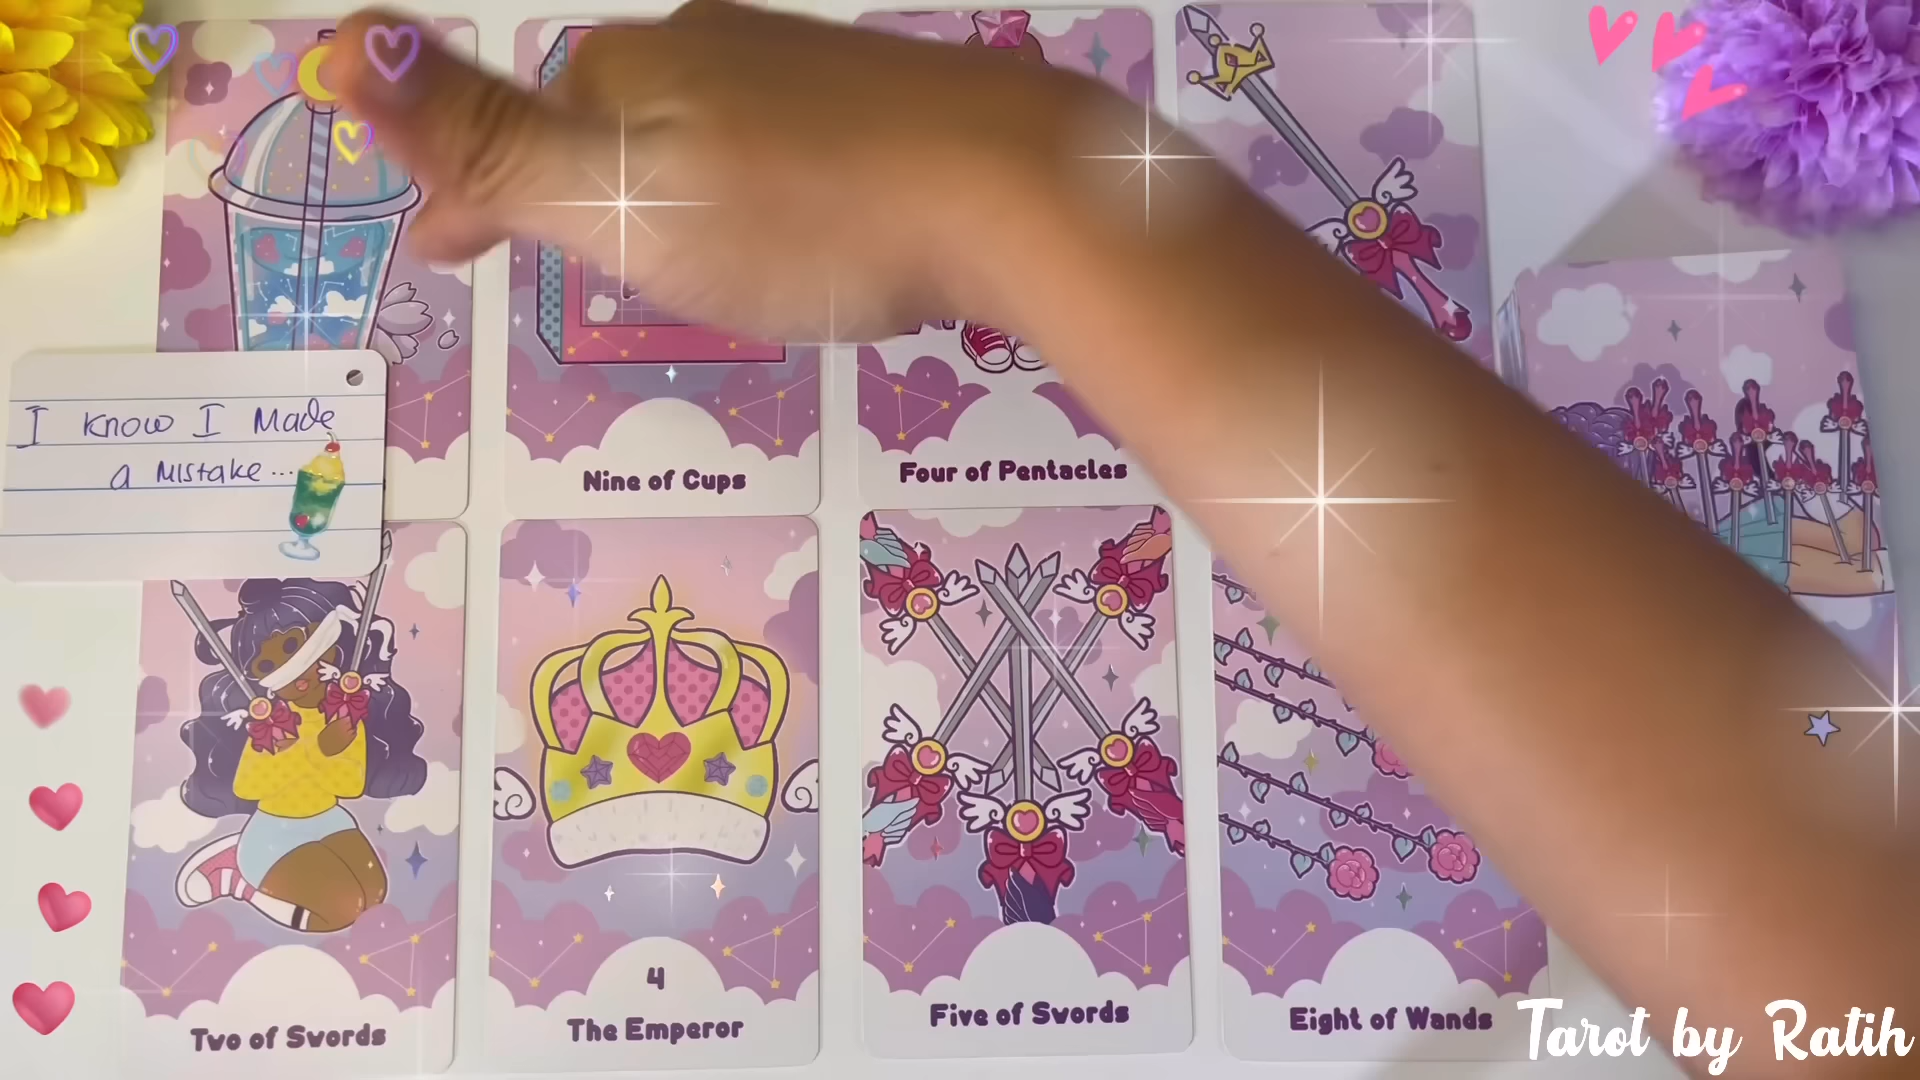 I know I Made
a Mistake...
Nine of Cups
Four of Pentacles
Two of Swords
4
The Emperor
Five of Swords
Eight of Wands
Tarot by Ratih